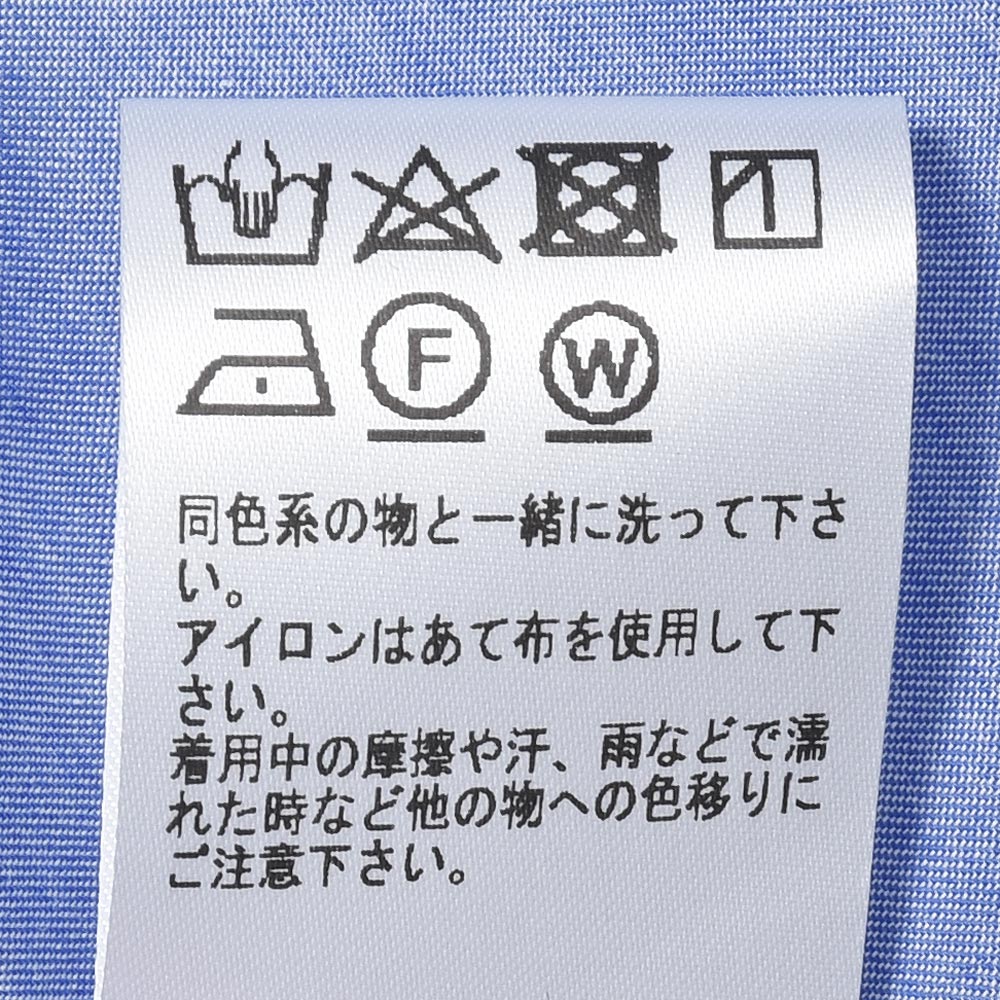 F W
同色系の物と一緒に洗って下さ
い。
アイロンはあて布を使用して下
さい。
着用中の摩擦や汗、雨などで濡
れた時など他の物への色移りに
ご注意下さい。